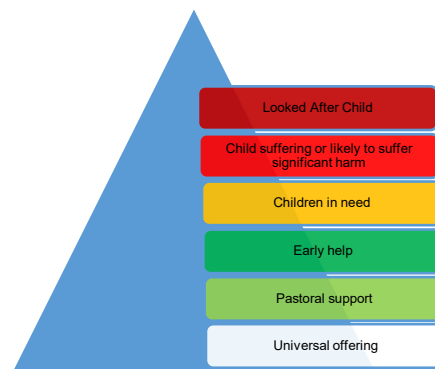 Looked After Child
Child suffering or likely to suffer
significant harm
Children in need
Early help
Pastoral support
Universal offering